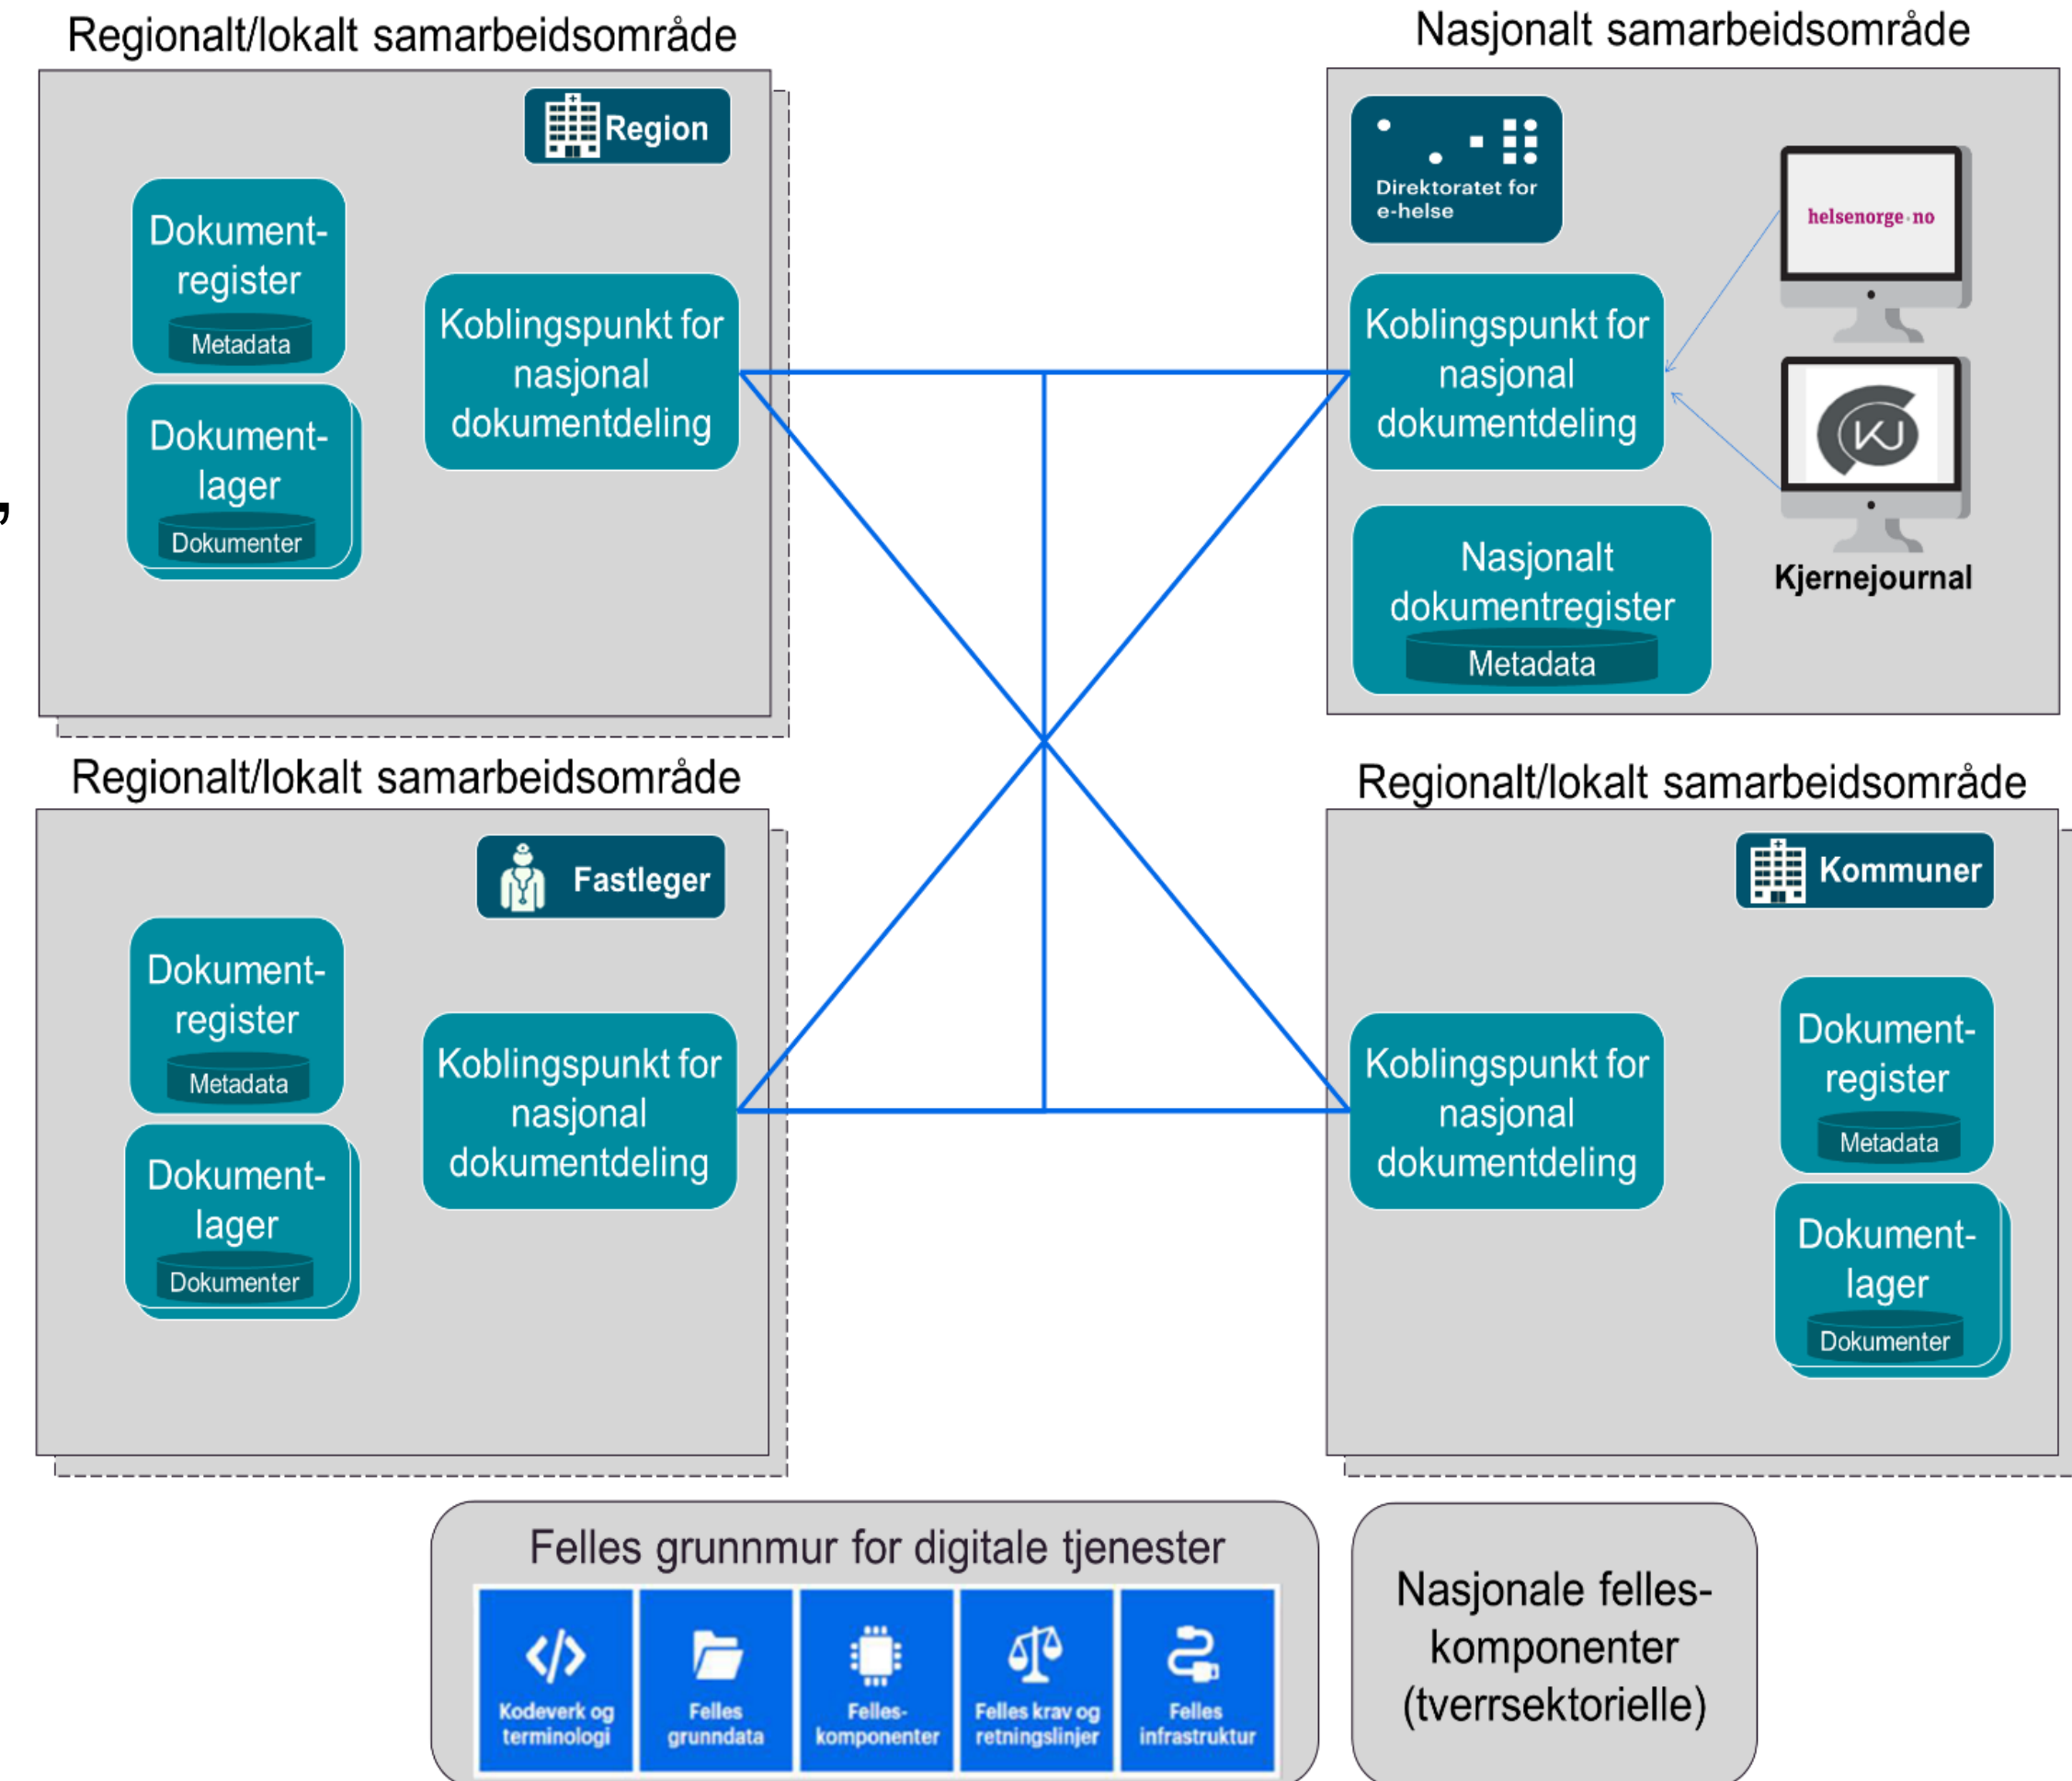 Regionalt/lokalt samarbeidsområde
Region
Dokument-
register
Metadata
Dokument-
lager
Dokumenter
Koblingspunkt for
nasjonal
dokumentdeling
,
Nasjonalt samarbeidsområde
Direktoratet for
e-helse
Koblingspunkt for
nasjonal
dokumentdeling
helsenorge.no
KJ
Kjernejournal
Nasjonalt
dokumentregister
Metadata
Regionalt/lokalt samarbeidsområde
Fastleger
Dokument-
register
Metadata
Dokument-
lager
Dokumenter
Koblingspunkt for
nasjonal
dokumentdeling
Regionalt/lokalt samarbeidsområde
Kommuner
Koblingspunkt for
nasjonal
dokumentdeling
Dokument-
register
Metadata
Dokument-
lager
Dokumenter
Felles grunnmur for digitale tjenester
Kodeverk og
terminologi
Felles
grunndata
Felles-
komponenter
Felles krav og
retningslinjer
Felles
infrastruktur
Nasjonale felles-
komponenter
(tverrsektorielle)